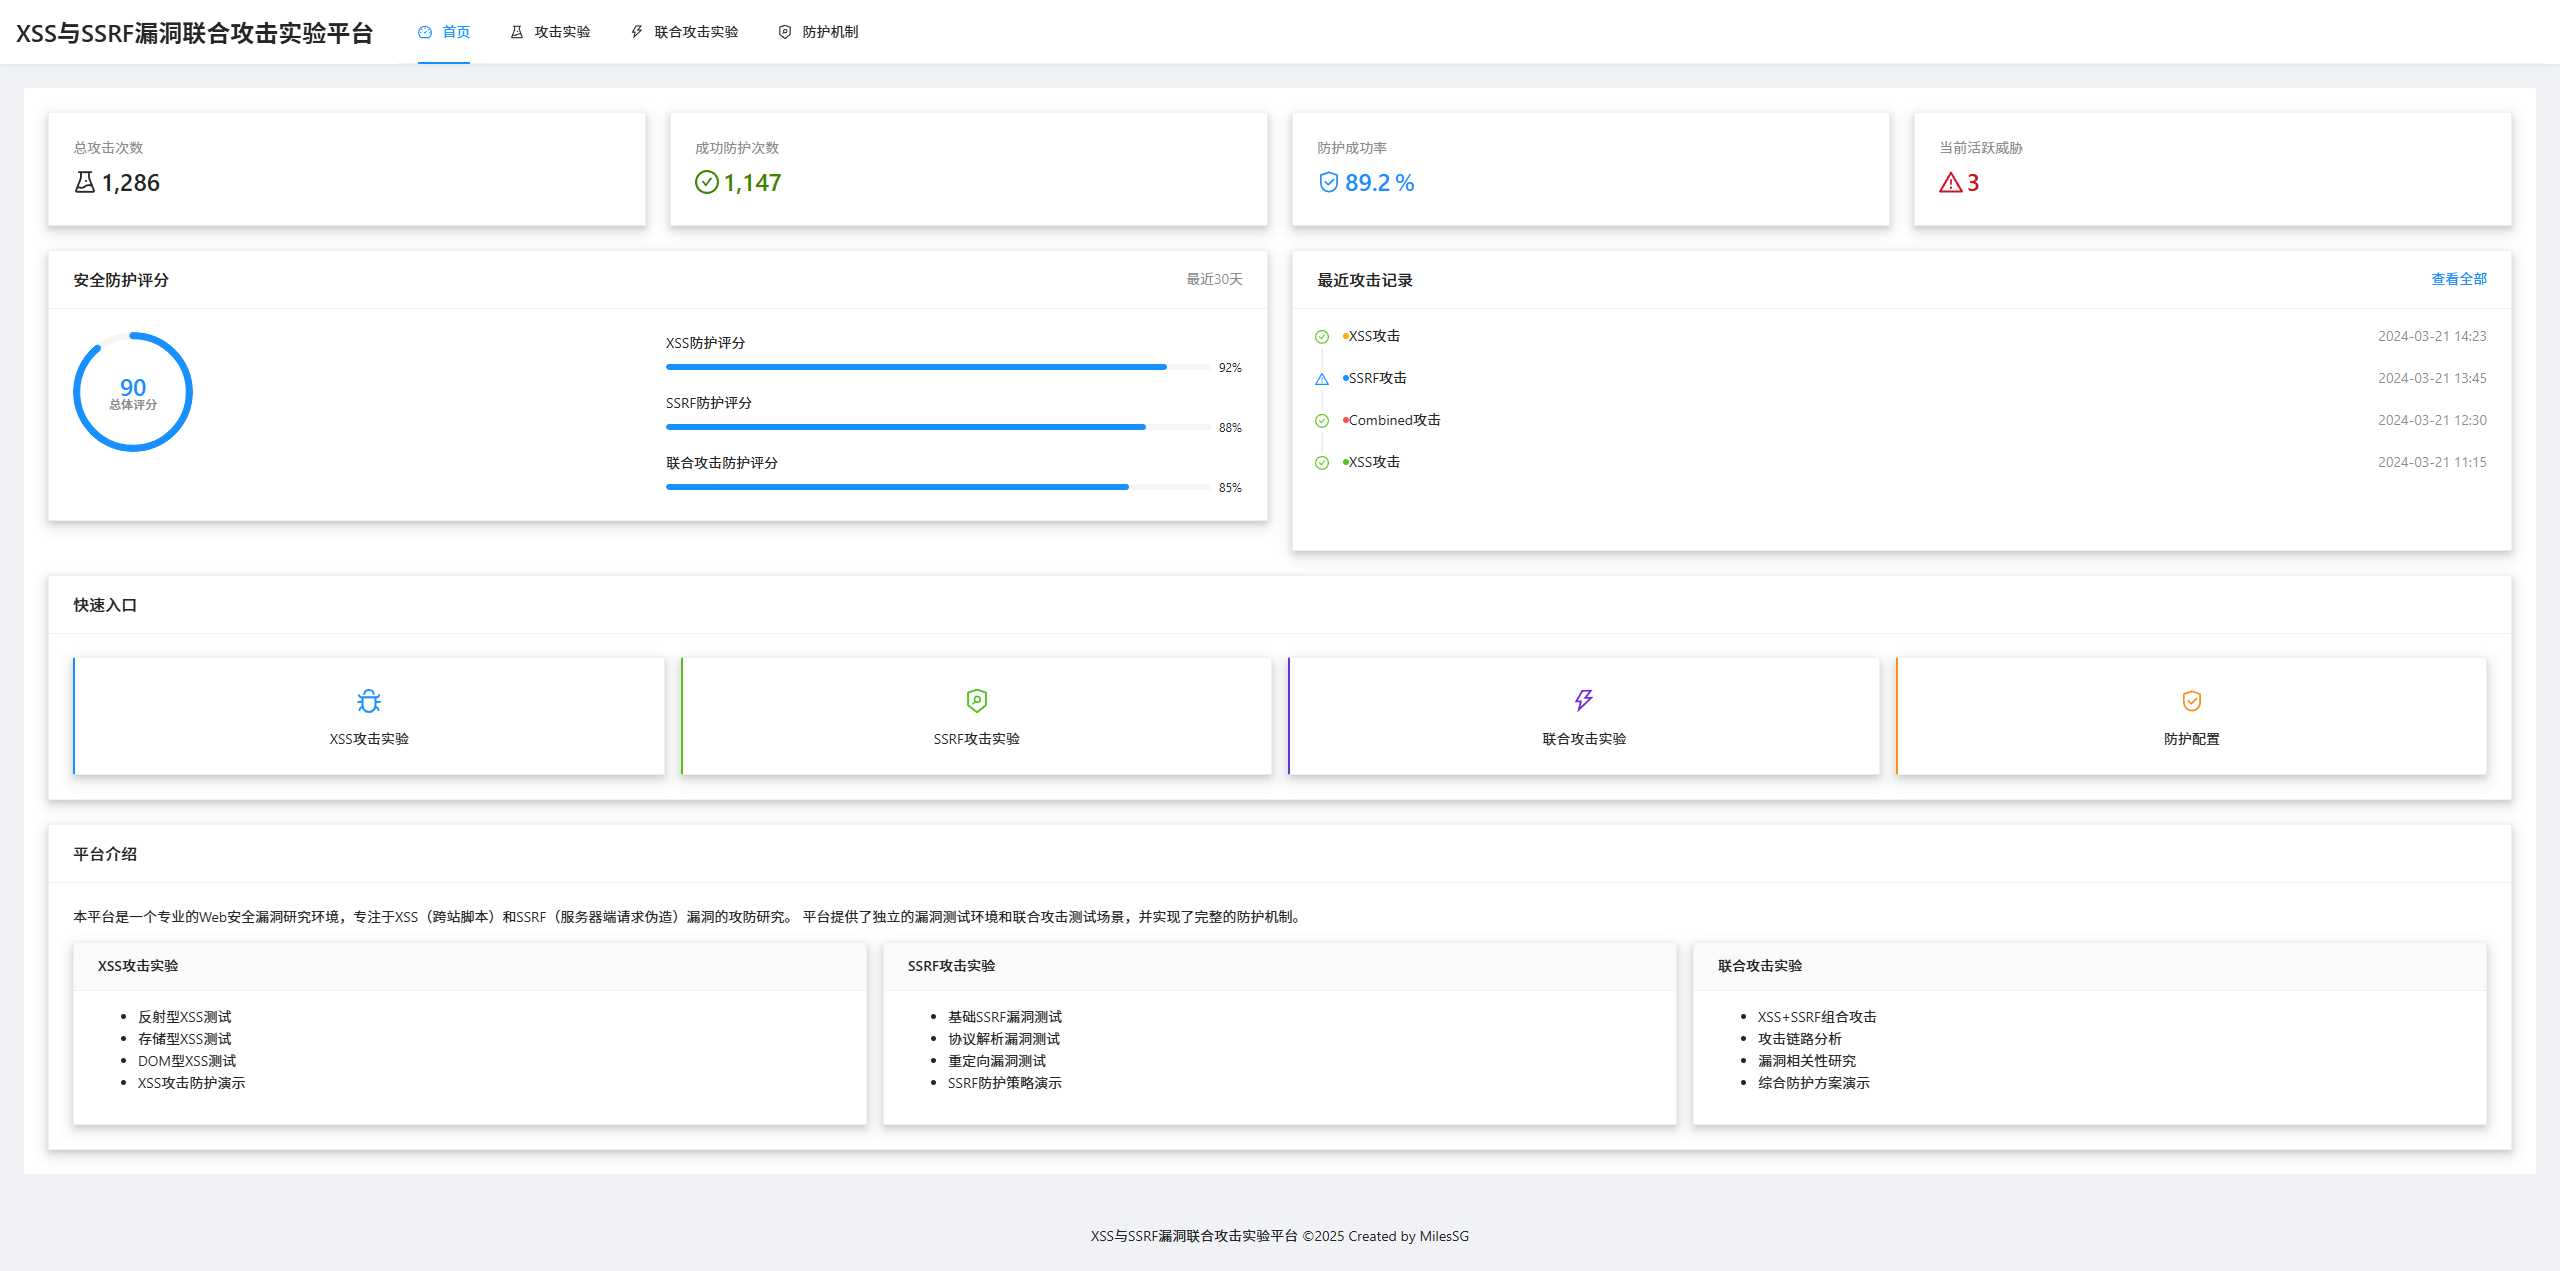 XSS与SSRF漏洞联合攻击实验平台
首页
攻击实验
联合攻击实验
防护机制
总攻击次数
1,286
成功防护次数
1,147
防护成功率
89.2 %
当前活跃威胁
3
安全防护评分
最近30天
90
总体评分
XSS防护评分
92%
SSRF防护评分
88%
联合攻击防护评分
85%
最近攻击记录
查看全部
XSS攻击
2024-03-21 14:23
SSRF攻击
2024-03-21 13:45
Combined攻击
2024-03-21 12:30
XSS攻击
2024-03-21 11:15
快速入口
XSS攻击实验
SSRF攻击实验
联合攻击实验
防护配置
平台介绍
本平台是一个专业的Web安全漏洞研究环境，专注于XSS（跨站脚本）和SSRF（服务器端请求伪造）漏洞的攻防研究。 平台提供了独立的漏洞测试环境和联合攻击测试场景，并实现了完整的防护机制。
XSS攻击实验
反射型XSS测试
存储型XSS测试
DOM型XSS测试
XSS攻击防护演示
SSRF攻击实验
基础SSRF漏洞测试
协议解析漏洞测试
重定向漏洞测试
SSRF防护策略演示
联合攻击实验
XSS+SSRF组合攻击
攻击链路分析
漏洞相关性研究
综合防护方案演示
XSS与SSRF漏洞联合攻击实验平台 ©2025 Created by MilesSG